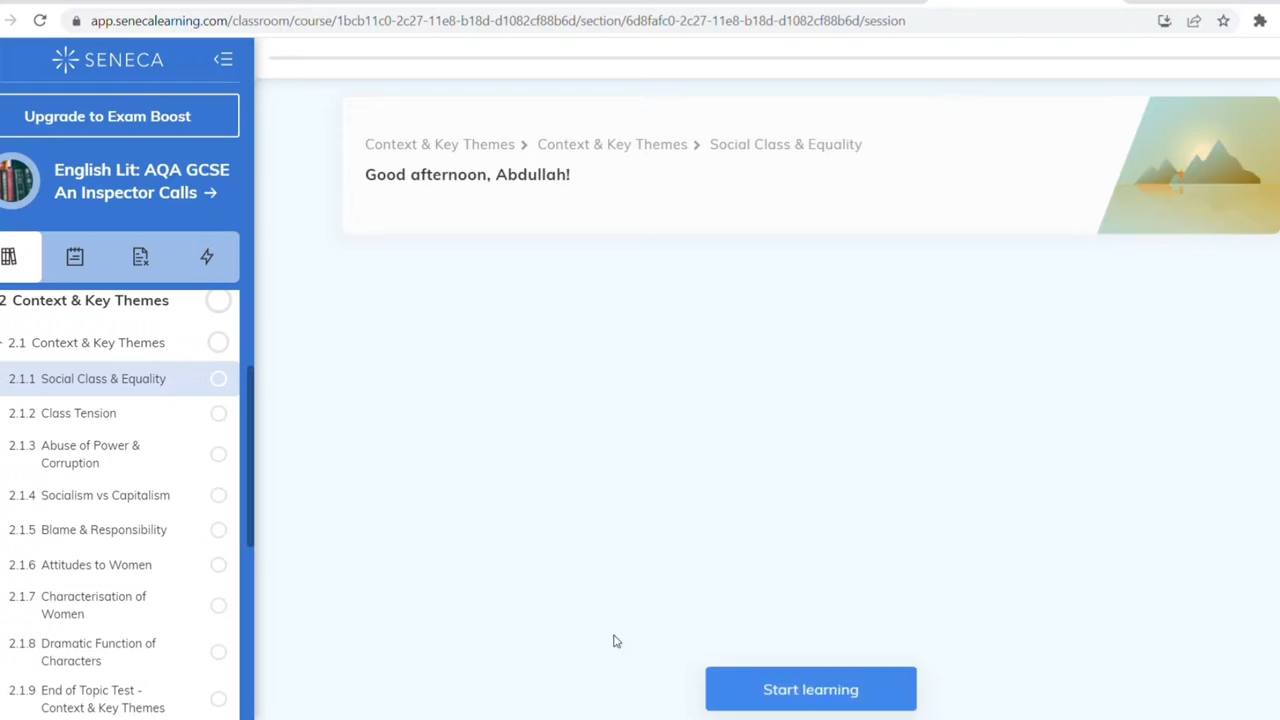 app.senecalearning.com/classroom/course/1bcb11c0-2c27-11e8-b18d-d1082cf88b6d/section/6d8fafc0-2c27-11e8-b18d-d1082cf88b6d/session
SENECA
Upgrade to Exam Boost
English Lit: AQA GCSE
An Inspector Calls →
2 Context & Key Themes
2.1 Context & Key Themes
2.1.1 Social Class & Equality
2.1.2 Class Tension
2.1.3 Abuse of Power &
Corruption
2.1.4 Socialism vs Capitalism
2.1.5 Blame & Responsibility
2.1.6 Attitudes to Women
2.1.7 Characterisation of
Women
2.1.8 Dramatic Function of
Characters
2.1.9 End of Topic Test -
Context & Key Themes
Context & Key Themes > Context & Key Themes > Social Class & Equality
Good afternoon, Abdullah!
Start learning